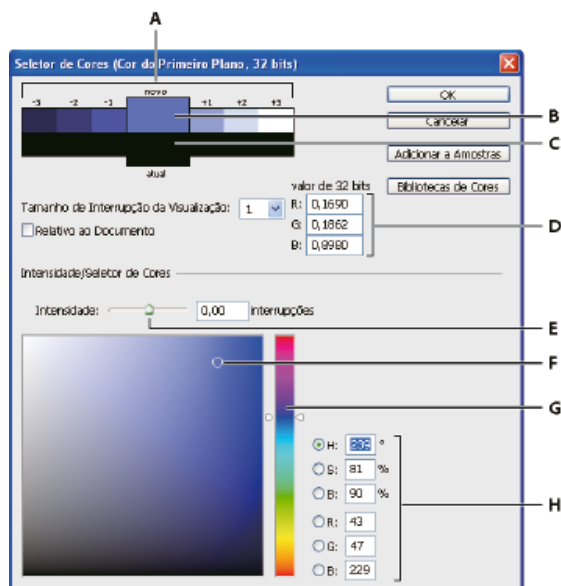 A
Seletor de Cores (Cor do Primeiro Plano, 32 bits)
novo
-3 -2 -1 +1 +2 +3
OK
B
Cancelar
C
Adicionar a Amostras
atual
valor de 32 bits
Bibliotecas de Cores
Tamanho de Interrupção da Visualização: 1
R: 0,1690
Relativo ao Documento
G: 0,1862
D
B: 0,8980
Intensidade/Seletor de Cores
Intensidade: 0,00 interrupções
E
F
G
H: °
S: 81 %
B: 90 %
H
R: 43
G: 47
B: 229